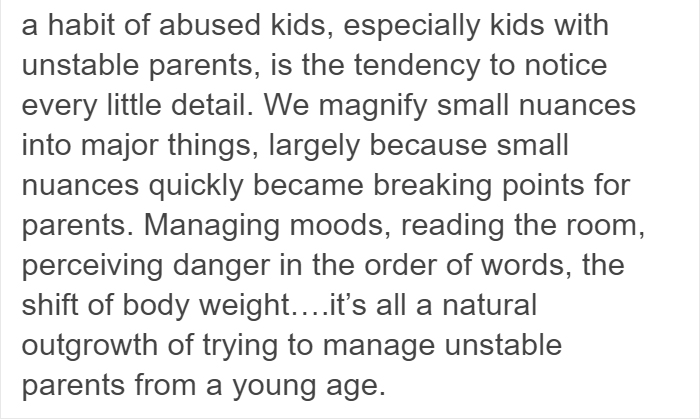 a habit of abused kids, especially kids with
unstable parents, is the tendency to notice
every little detail. We magnify small nuances
into major things, largely because small
nuances quickly became breaking points for
parents. Managing moods, reading the room,
perceiving danger in the order of words, the
shift of body weight….it’s all a natural
outgrowth of trying to manage unstable
parents from a young age.